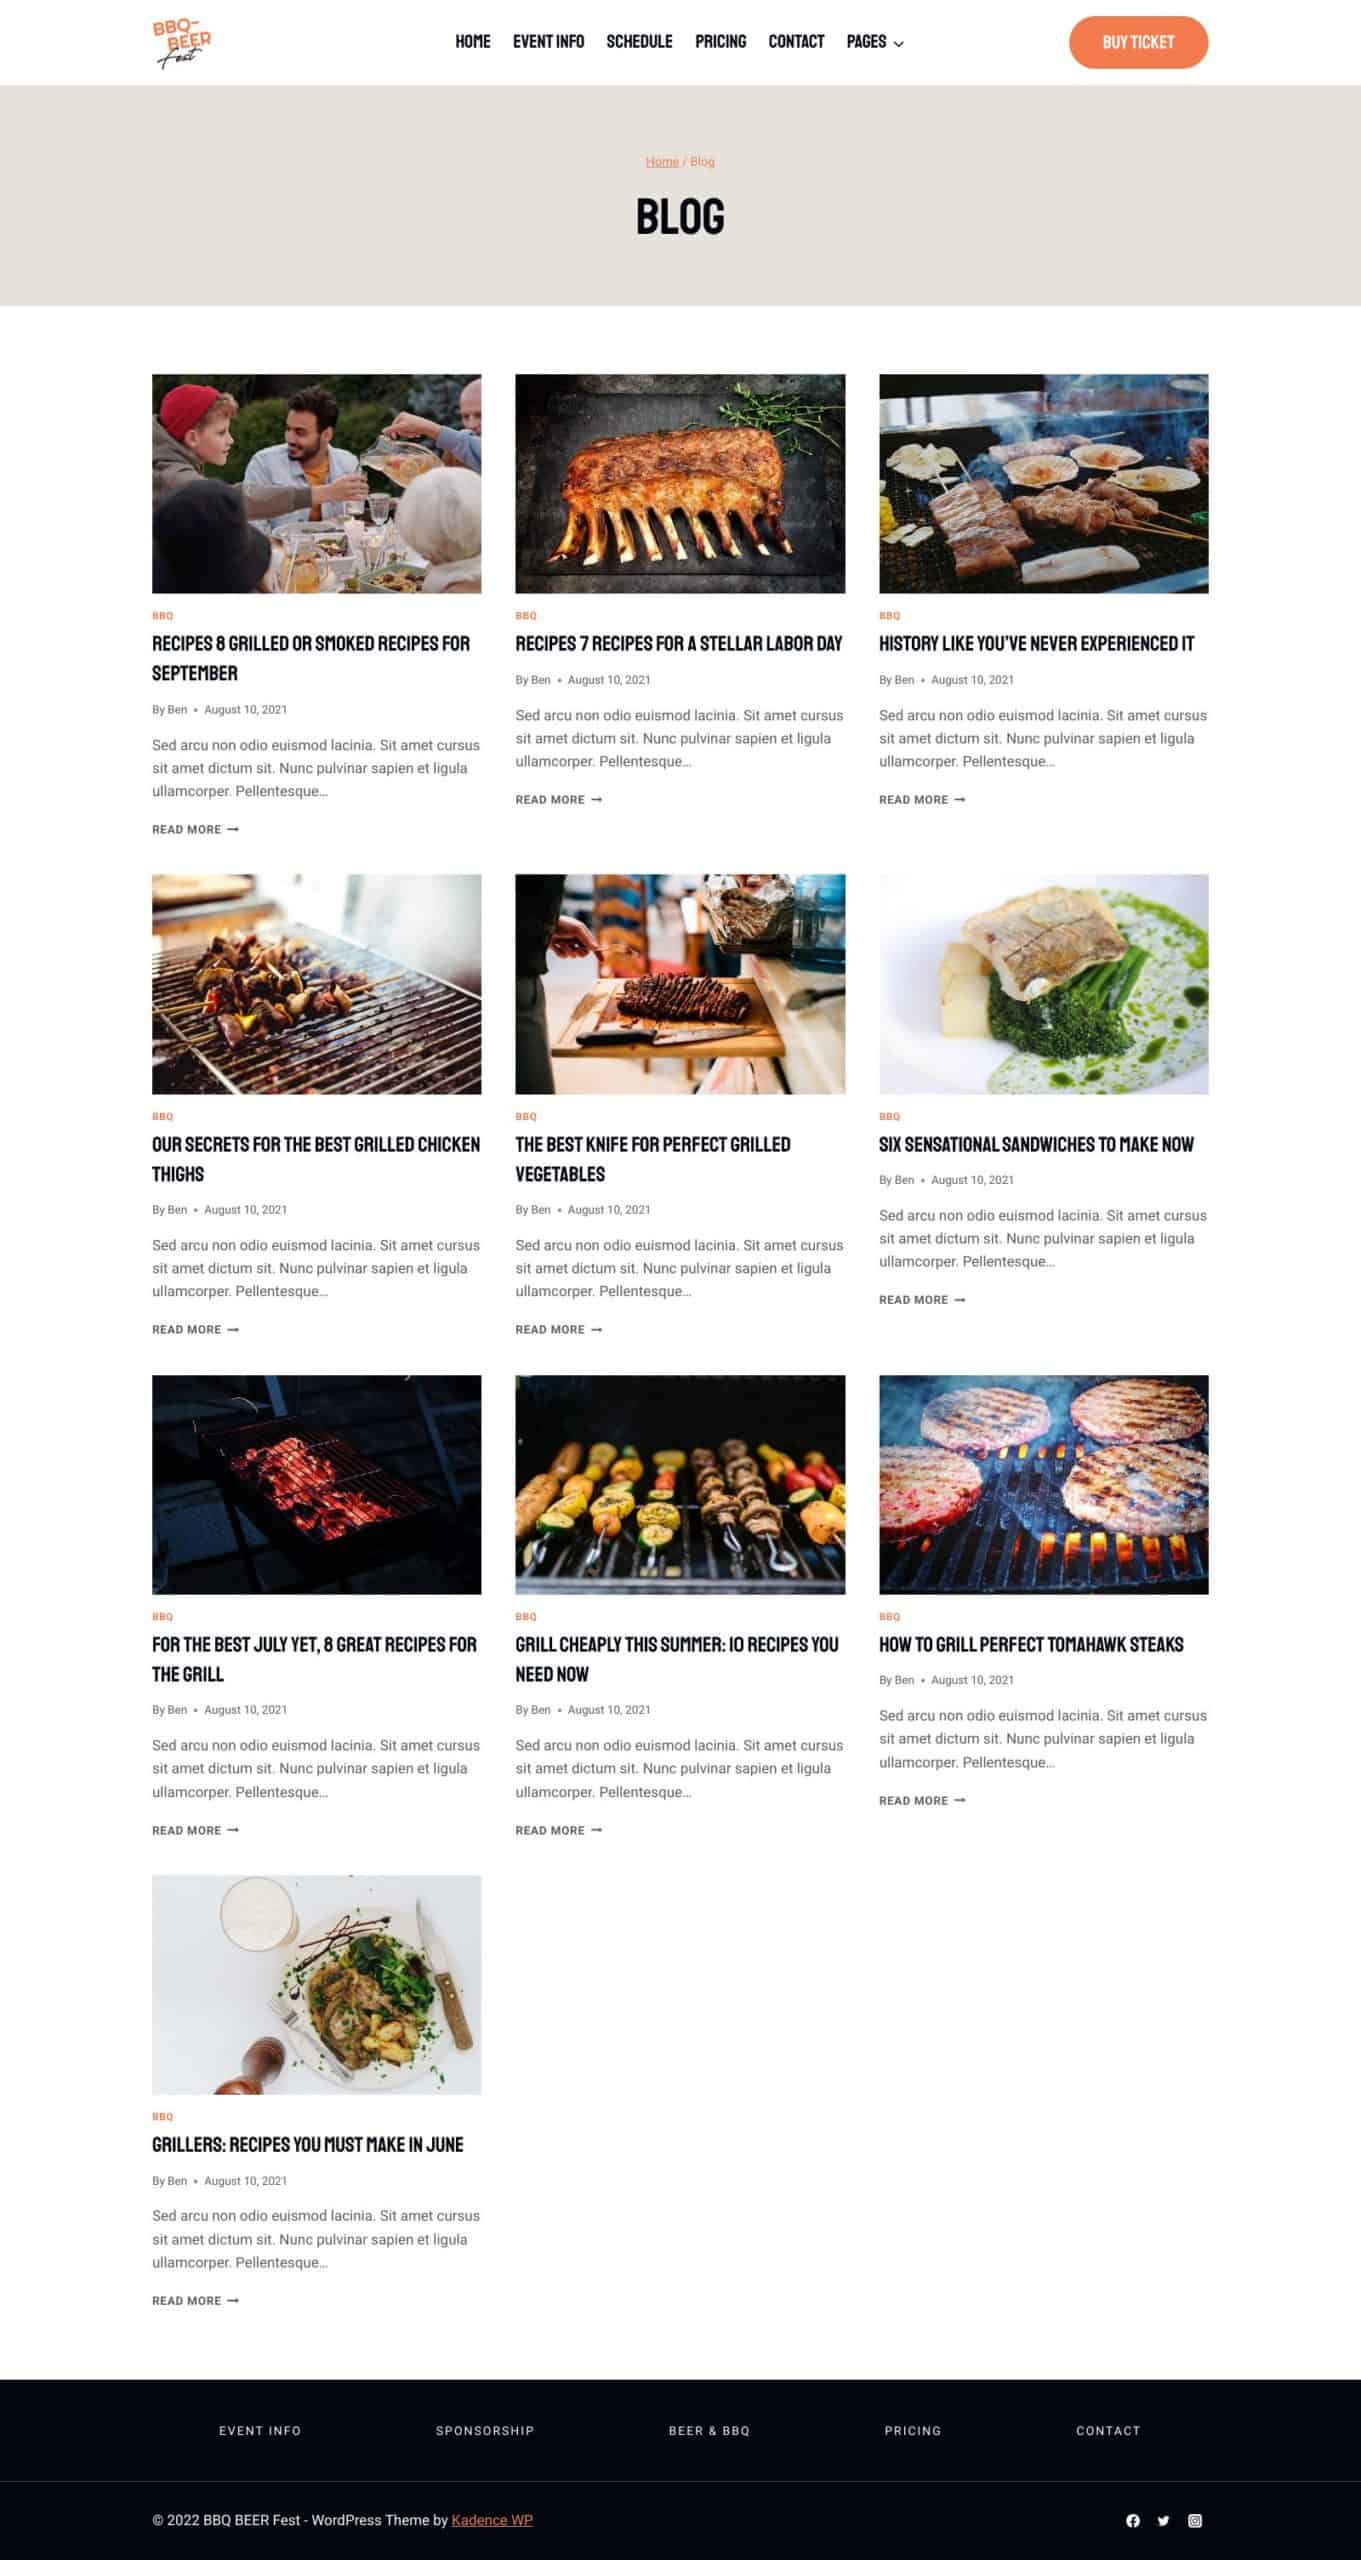 BBQ-
BEER
Fest
HOME EVENT INFO SCHEDULE PRICING CONTACT PAGES
BUY TICKET
Home / Blog
BLOG
BBQ
RECIPES 8 GRILLED OR SMOKED RECIPES FOR
SEPTEMBER
By Ben • August 10, 2021
Sed arcu non odio euismod lacinia. Sit amet cursus
sit amet dictum sit. Nunc pulvinar sapien et ligula
ullamcorper. Pellentesque...
READ MORE →
BBQ
RECIPES 7 RECIPES FOR A STELLAR LABOR DAY
By Ben • August 10, 2021
Sed arcu non odio euismod lacinia. Sit amet cursus
sit amet dictum sit. Nunc pulvinar sapien et ligula
ullamcorper. Pellentesque...
READ MORE →
BBQ
HISTORY LIKE YOU'VE NEVER EXPERIENCED IT
By Ben • August 10, 2021
Sed arcu non odio euismod lacinia. Sit amet cursus
sit amet dictum sit. Nunc pulvinar sapien et ligula
ullamcorper. Pellentesque...
READ MORE →
BBQ
OUR SECRETS FOR THE BEST GRILLED CHICKEN
THIGHS
By Ben • August 10, 2021
Sed arcu non odio euismod lacinia. Sit amet cursus
sit amet dictum sit. Nunc pulvinar sapien et ligula
ullamcorper. Pellentesque...
READ MORE →
BBQ
THE BEST KNIFE FOR PERFECT GRILLED
VEGETABLES
By Ben • August 10, 2021
Sed arcu non odio euismod lacinia. Sit amet cursus
sit amet dictum sit. Nunc pulvinar sapien et ligula
ullamcorper. Pellentesque...
READ MORE →
BBQ
SIX SENSATIONAL SANDWICHES TO MAKE NOW
By Ben • August 10, 2021
Sed arcu non odio euismod lacinia. Sit amet cursus
sit amet dictum sit. Nunc pulvinar sapien et ligula
ullamcorper. Pellentesque...
READ MORE →
BBQ
FOR THE BEST JULY YET, 8 GREAT RECIPES FOR
THE GRILL
By Ben • August 10, 2021
Sed arcu non odio euismod lacinia. Sit amet cursus
sit amet dictum sit. Nunc pulvinar sapien et ligula
ullamcorper. Pellentesque...
READ MORE →
BBQ
GRILL CHEAPLY THIS SUMMER: 10 RECIPES YOU
NEED NOW
By Ben • August 10, 2021
Sed arcu non odio euismod lacinia. Sit amet cursus
sit amet dictum sit. Nunc pulvinar sapien et ligula
ullamcorper. Pellentesque...
READ MORE →
BBQ
HOW TO GRILL PERFECT TOMAHAWK STEAKS
By Ben • August 10, 2021
Sed arcu non odio euismod lacinia. Sit amet cursus
sit amet dictum sit. Nunc pulvinar sapien et ligula
ullamcorper. Pellentesque...
READ MORE →
BBQ
GRILLERS: RECIPES YOU MUST MAKE IN JUNE
By Ben • August 10, 2021
Sed arcu non odio euismod lacinia. Sit amet cursus
sit amet dictum sit. Nunc pulvinar sapien et ligula
ullamcorper. Pellentesque...
READ MORE →
EVENT INFO SPONSORSHIP BEER & BBQ PRICING CONTACT
© 2022 BBQ BEER Fest - WordPress Theme by Kadence WP